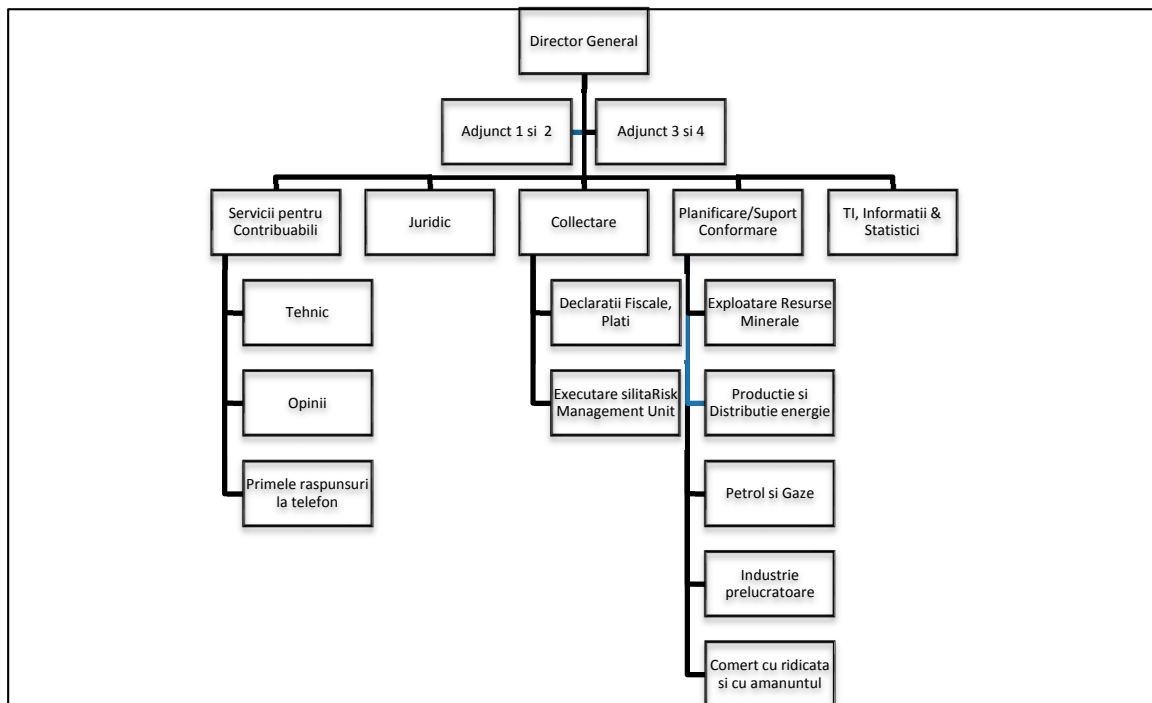 Director General
Adjunct 1 si  2
Adjunct 3 si 4
Servicii pentru
Contribuabili
Juridic
Collectare
Planificare/Suport
Conformare
TI, Informatii &
Statistici
Tehnic
Opinii
Primele raspunsuri
la telefon
Declaratii Fiscale,
Plati
Executare silitaRisk
Management Unit
Exploatare Resurse
Minerale
Productie si
Distributie energie
Petrol si Gaze
Industrie
prelucratoare
Comert cu ridicata
si cu amanuntul